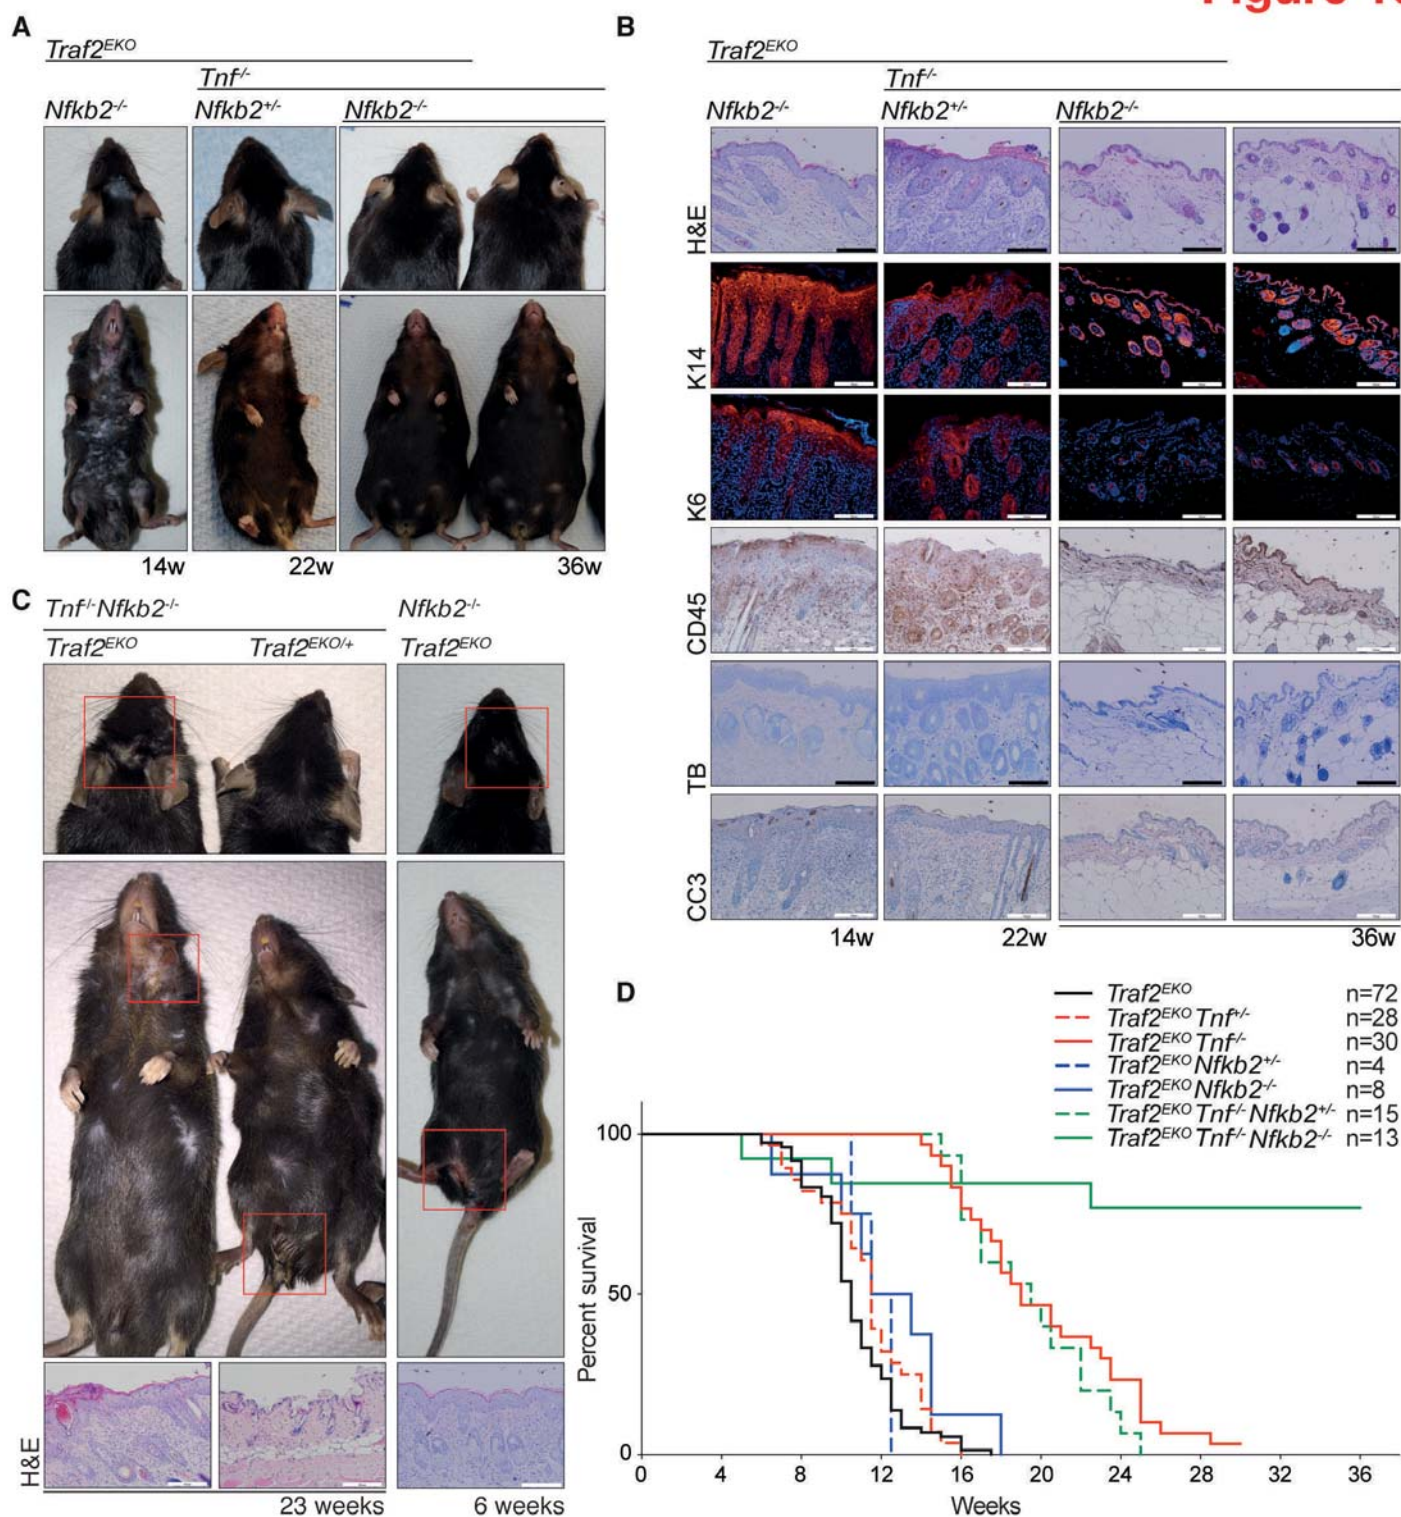 A
Traf2EKO
Tnf-/-
Nfkb2-/- Nfkb2+/- Nfkb2-/-
14w 22w 36w
B
Traf2EKO
Tnf-/-
Nfkb2-/- Nfkb2+/- Nfkb2-/-
H&E
K14
K6
CD45
TB
CC3
14w 22w 36w
C
Tnf-/-Nfkb2-/- Nfkb2-/-
Traf2EKO Traf2EKO/+ Traf2EKO
H&E
23 weeks 6 weeks
D
Traf2EKO n=72
Traf2EKO Tnf+/- n=28
Traf2EKO Tnf-/- n=30
Traf2EKO Nfkb2+/- n=4
Traf2EKO Nfkb2-/- n=8
Traf2EKO Tnf-/- Nfkb2+/- n=15
Traf2EKO Tnf-/- Nfkb2-/- n=13
Percent survival
100
50
0
0 4 8 12 16 20 24 28 32 36
Weeks